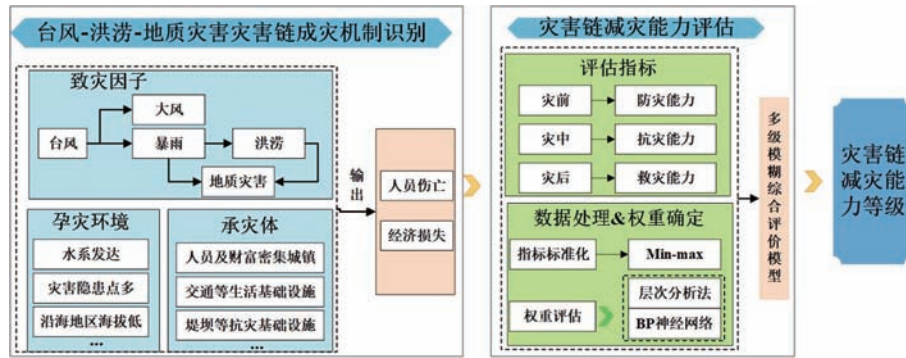 台风-洪涝-地质灾害灾害链成灾机制识别
致灾因子
台风
大风
暴雨
洪涝
地质灾害
孕灾环境
水系发达
灾害隐患点多
沿海地区海拔低
...
承灾体
人员及财富密集城镇
交通等生活基础设施
堤坝等抗灾基础设施
...
输出
人员伤亡
经济损失
灾害链减灾能力评估
评估指标
灾前
防灾能力
灾中
抗灾能力
灾后
救灾能力
数据处理&权重确定
指标标准化
Min-max
权重评估
层次分析法
BP神经网络
多级模糊综合评价模型
灾害链
减灾能
力等级